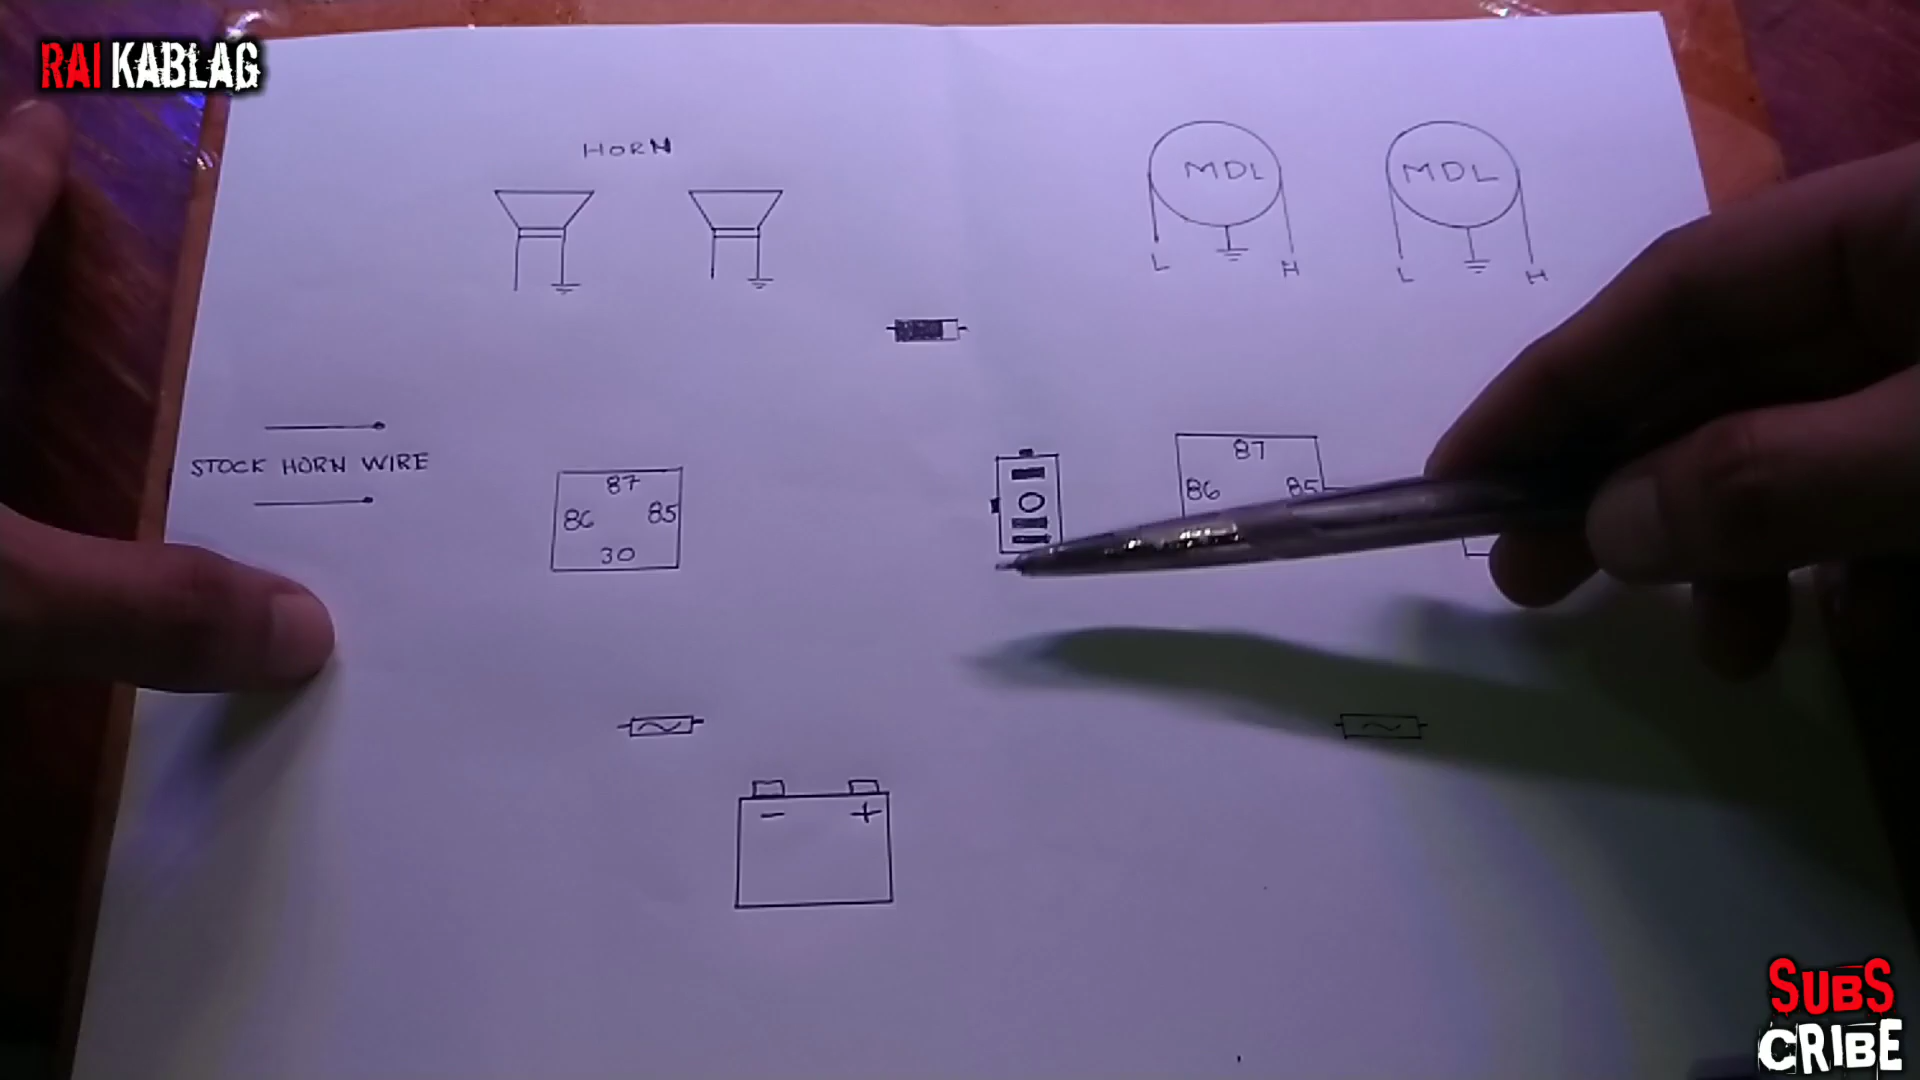 RAI KABLAG
HORN
MDL
MDL
L
H
L
H
STOCK HORN WIRE
87
86
85
30
87
86
85
-
+
SUBS
CRIBE